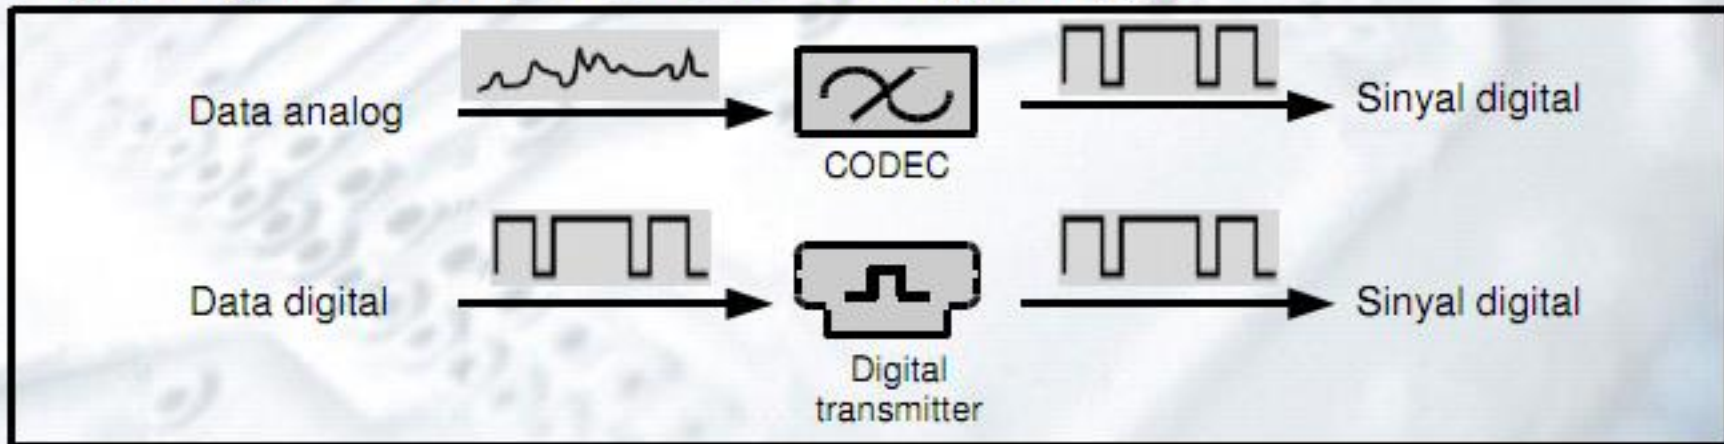 Data analog
CODEC
Sinyal digital
Data digital
Digital
transmitter
Sinyal digital